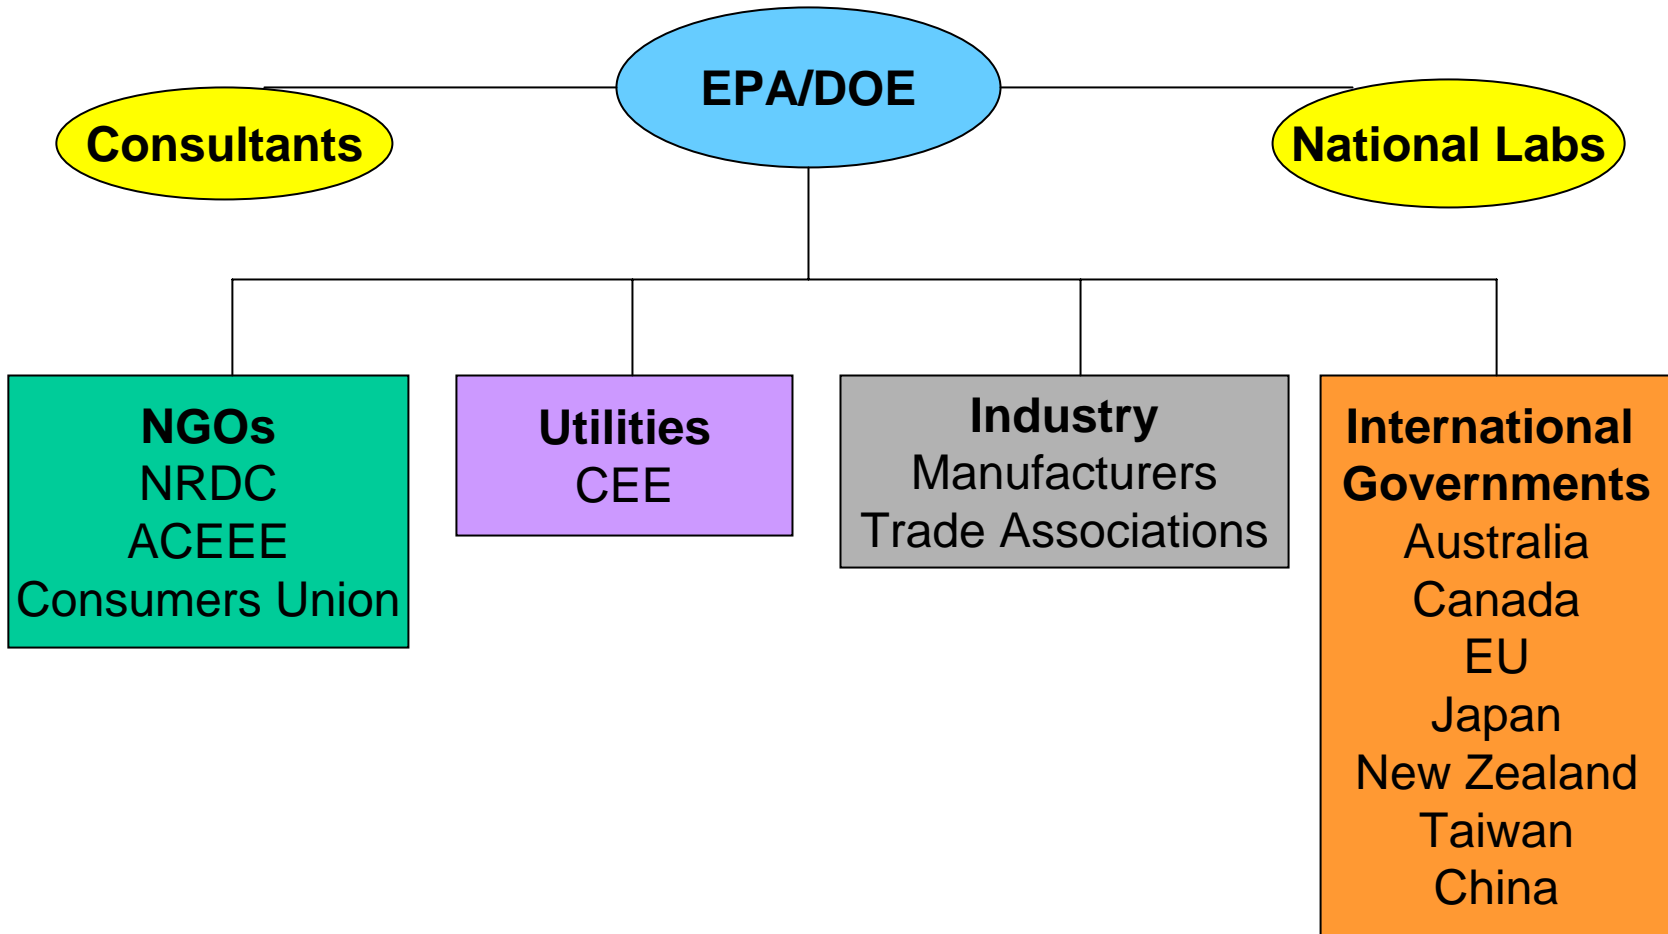 EPA/DOE
Consultants
National Labs
NGOs
NRDC
ACEEE
Consumers Union
Utilities
CEE
Industry
Manufacturers
Trade Associations
International
Governments
Australia
Canada
EU
Japan
New Zealand
Taiwan
China